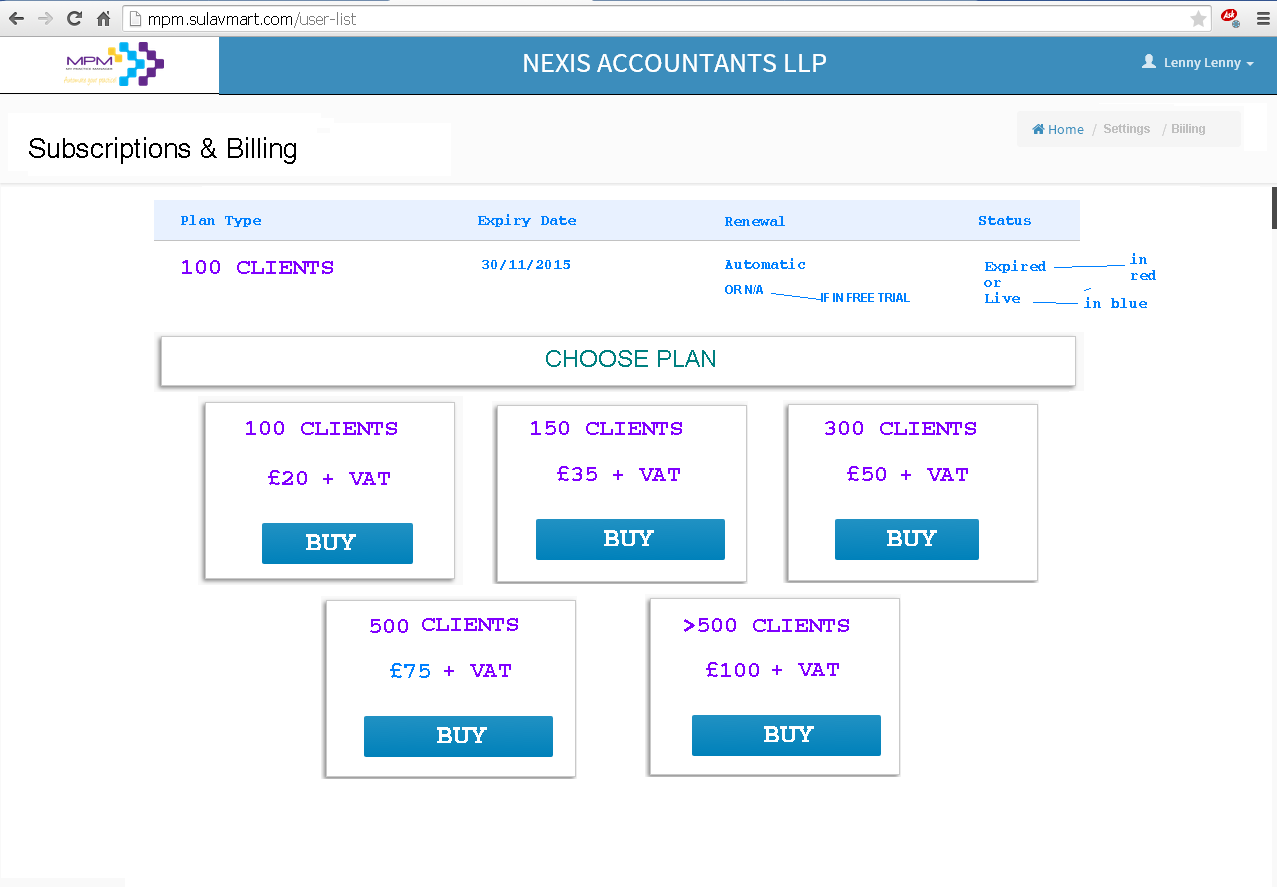 mpm.sulavmart.com/user-list
Ask
MPM
NEXIS ACCOUNTANTS LLP
Lenny Lenny
Subscriptions & Billing
Home / Settings / Biiling
Plan Type Expiry Date Renewal Status
100 CLIENTS 30/11/2015 Automatic Expired in red
OR N/A IF IN FREE TRIAL or
Live in blue
CHOOSE PLAN
100 CLIENTS 150 CLIENTS 300 CLIENTS
£20 + VAT £35 + VAT £50 + VAT
BUY BUY BUY
500 CLIENTS >500 CLIENTS
£75 + VAT £100 + VAT
BUY BUY